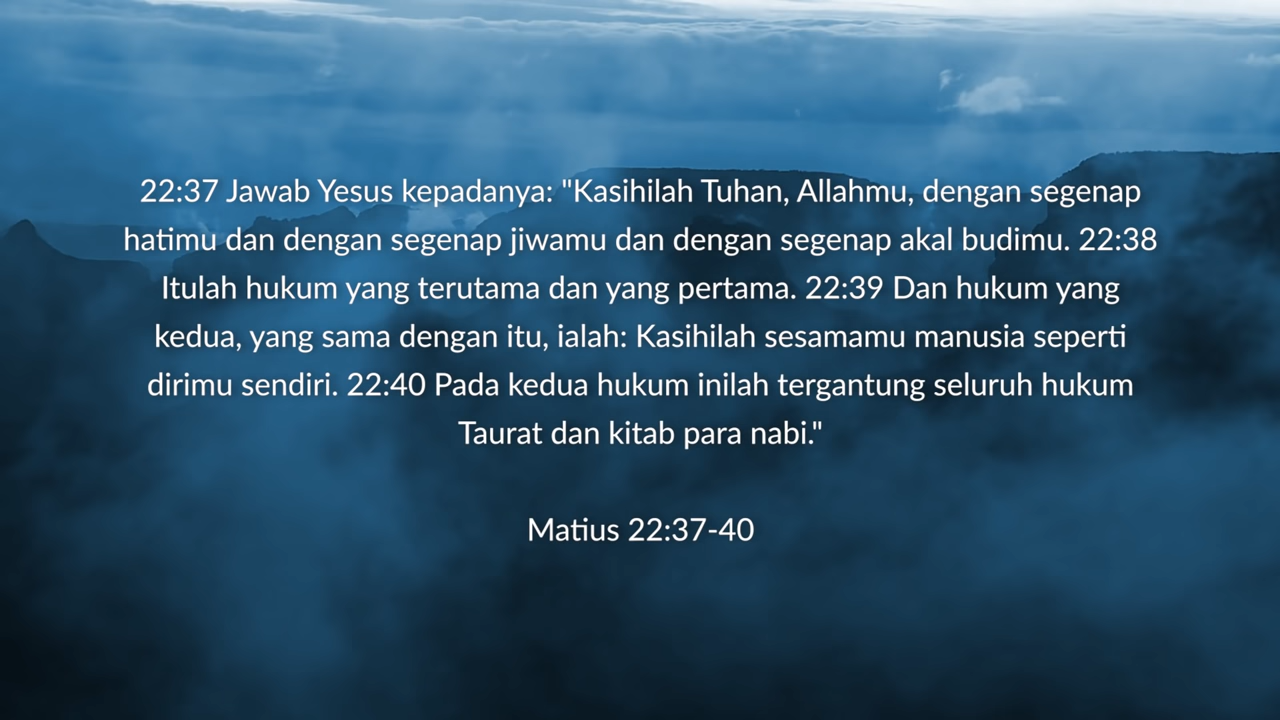 22:37 Jawab Yesus kepadanya: "Kasihilah Tuhan, Allahmu, dengan segenap
hatimu dan dengan segenap jiwamu dan dengan segenap akal budimu. 22:38
Itulah hukum yang terutama dan yang pertama. 22:39 Dan hukum yang
kedua, yang sama dengan itu, ialah: Kasihilah sesamamu manusia seperti
dirimu sendiri. 22:40 Pada kedua hukum inilah tergantung seluruh hukum
Taurat dan kitab para nabi."
Matius 22:37-40